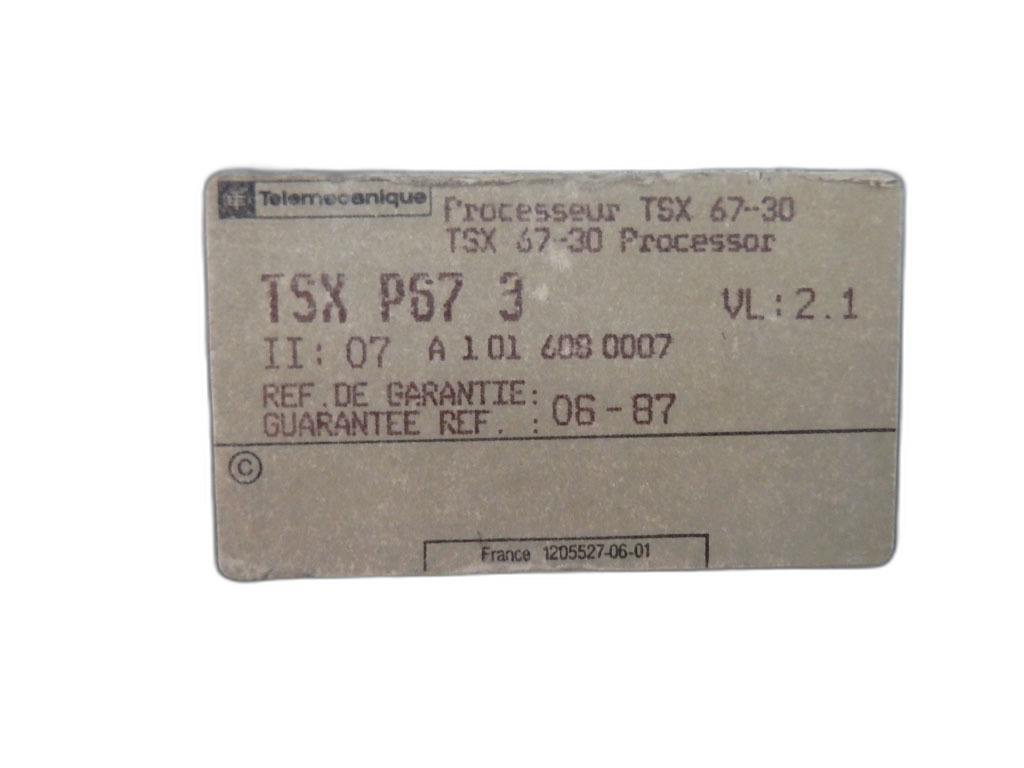 Telemecanique
Processeur TSX 67-30
TSX 67-30 Processor
TSX P67 3 VL: 2.1
II: 07 A 1 01 608 0007
REF. DE GARANTIE:
GUARANTEE REF. : 06-87
©
France 1205527-06-01